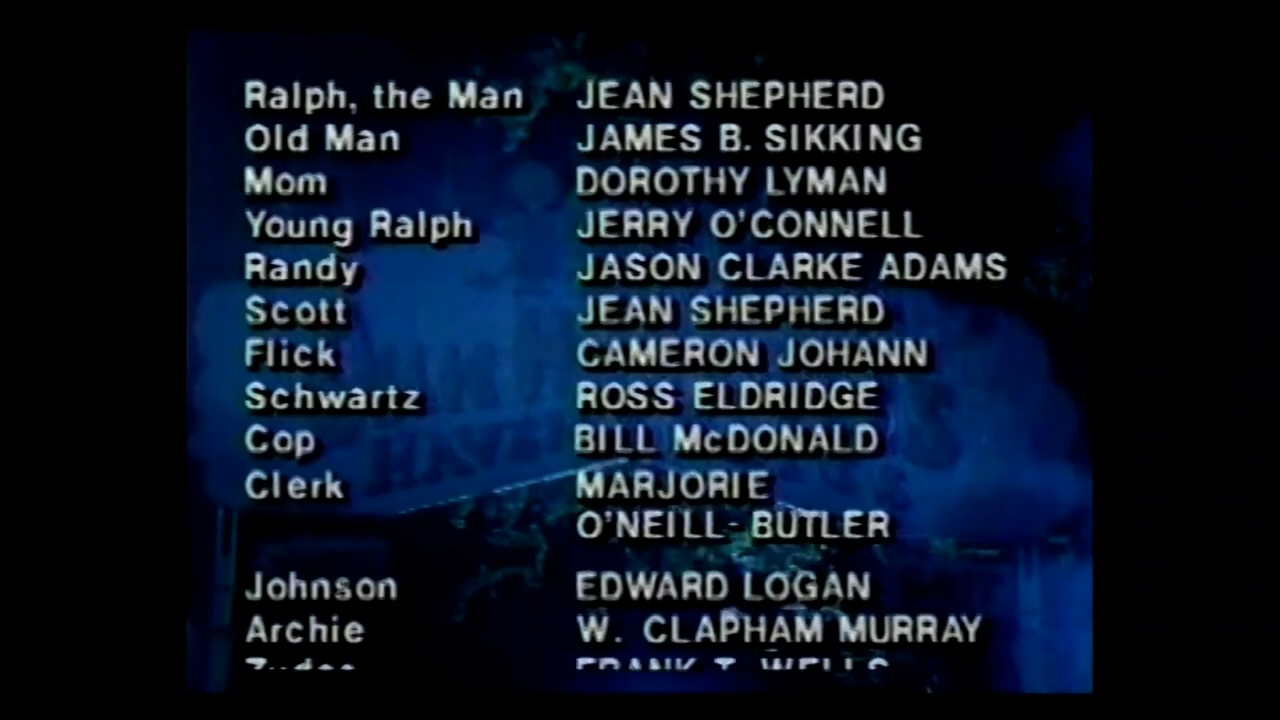 Ralph, the Man JEAN SHEPHERD
Old Man JAMES B. SIKKING
Mom DOROTHY LYMAN
Young Ralph JERRY O'CONNELL
Randy JASON CLARKE ADAMS
Scott JEAN SHEPHERD
Flick CAMERON JOHANN
Schwartz ROSS ELDRIDGE
Cop BILL McDONALD
Clerk MARJORIE
O'NEILL-BUTLER
Johnson EDWARD LOGAN
Archie W. CLAPHAM MURRAY
FRANK T. WELLS